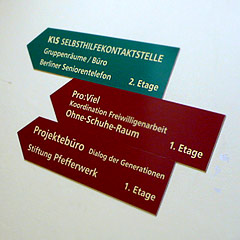 KIS SELBSTHILFEKONTAKTSTELLE
Gruppenräume / Büro
Berliner Seniorentelefon
2. Etage
Pro:Viel
Koordination Freiwilligenarbeit
Ohne-Schuhe-Raum
1. Etage
Projektebüro Dialog der Generationen
Stiftung Pfefferwerk
1. Etage